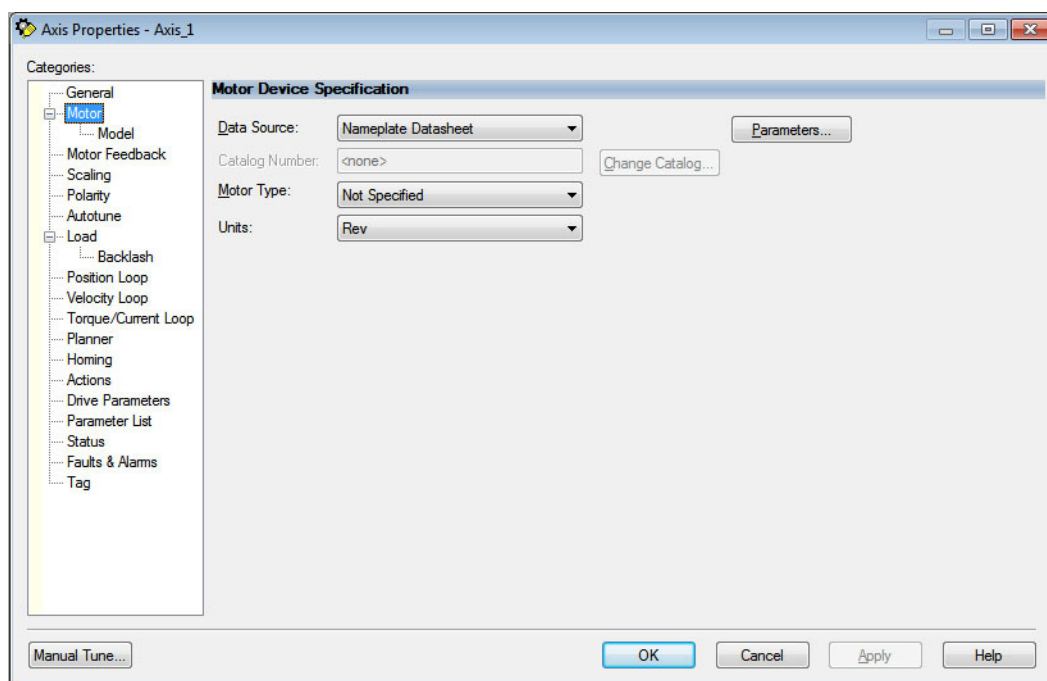 Axis Properties - Axis_1
Categories:
General
Motor
Model
Motor Feedback
Scaling
Polarity
Autotune
Load
Backlash
Position Loop
Velocity Loop
Torque/Current Loop
Planner
Homing
Actions
Drive Parameters
Parameter List
Status
Faults & Alarms
Tag
Motor Device Specification
Data Source: Nameplate Datasheet Parameters...
Catalog Number: <none> Change Catalog...
Motor Type: Not Specified
Units: Rev
Manual Tune... OK Cancel Apply Help